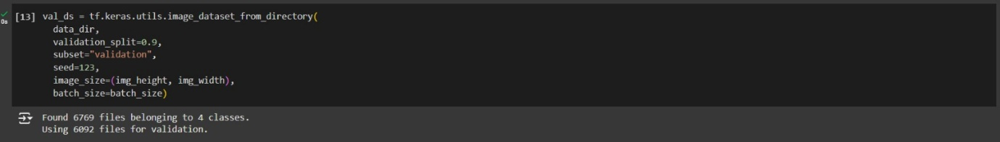 [13] val_ds = tf.keras.utils.image_dataset_from_directory(
data_dir,
validation_split=0.9,
subset="validation",
seed=123,
image_size=(img_height, img_width),
batch_size=batch_size)
0s
Found 6769 files belonging to 4 classes.
Using 6092 files for validation.